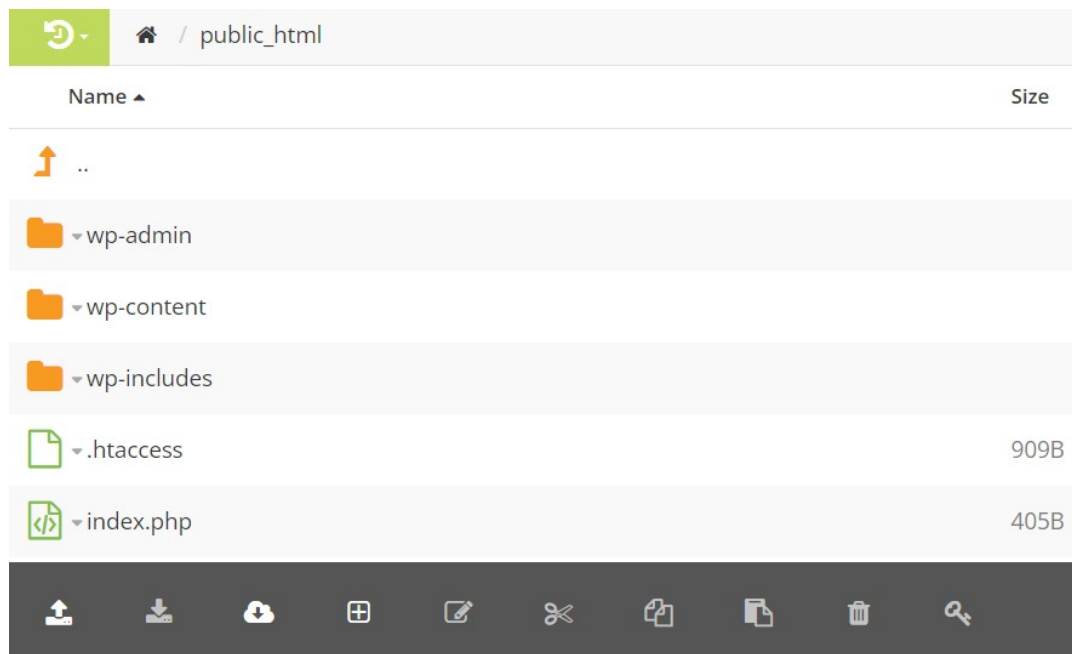 / public_html
Name Size
..
wp-admin
wp-content
wp-includes
.htaccess 909B
index.php 405B